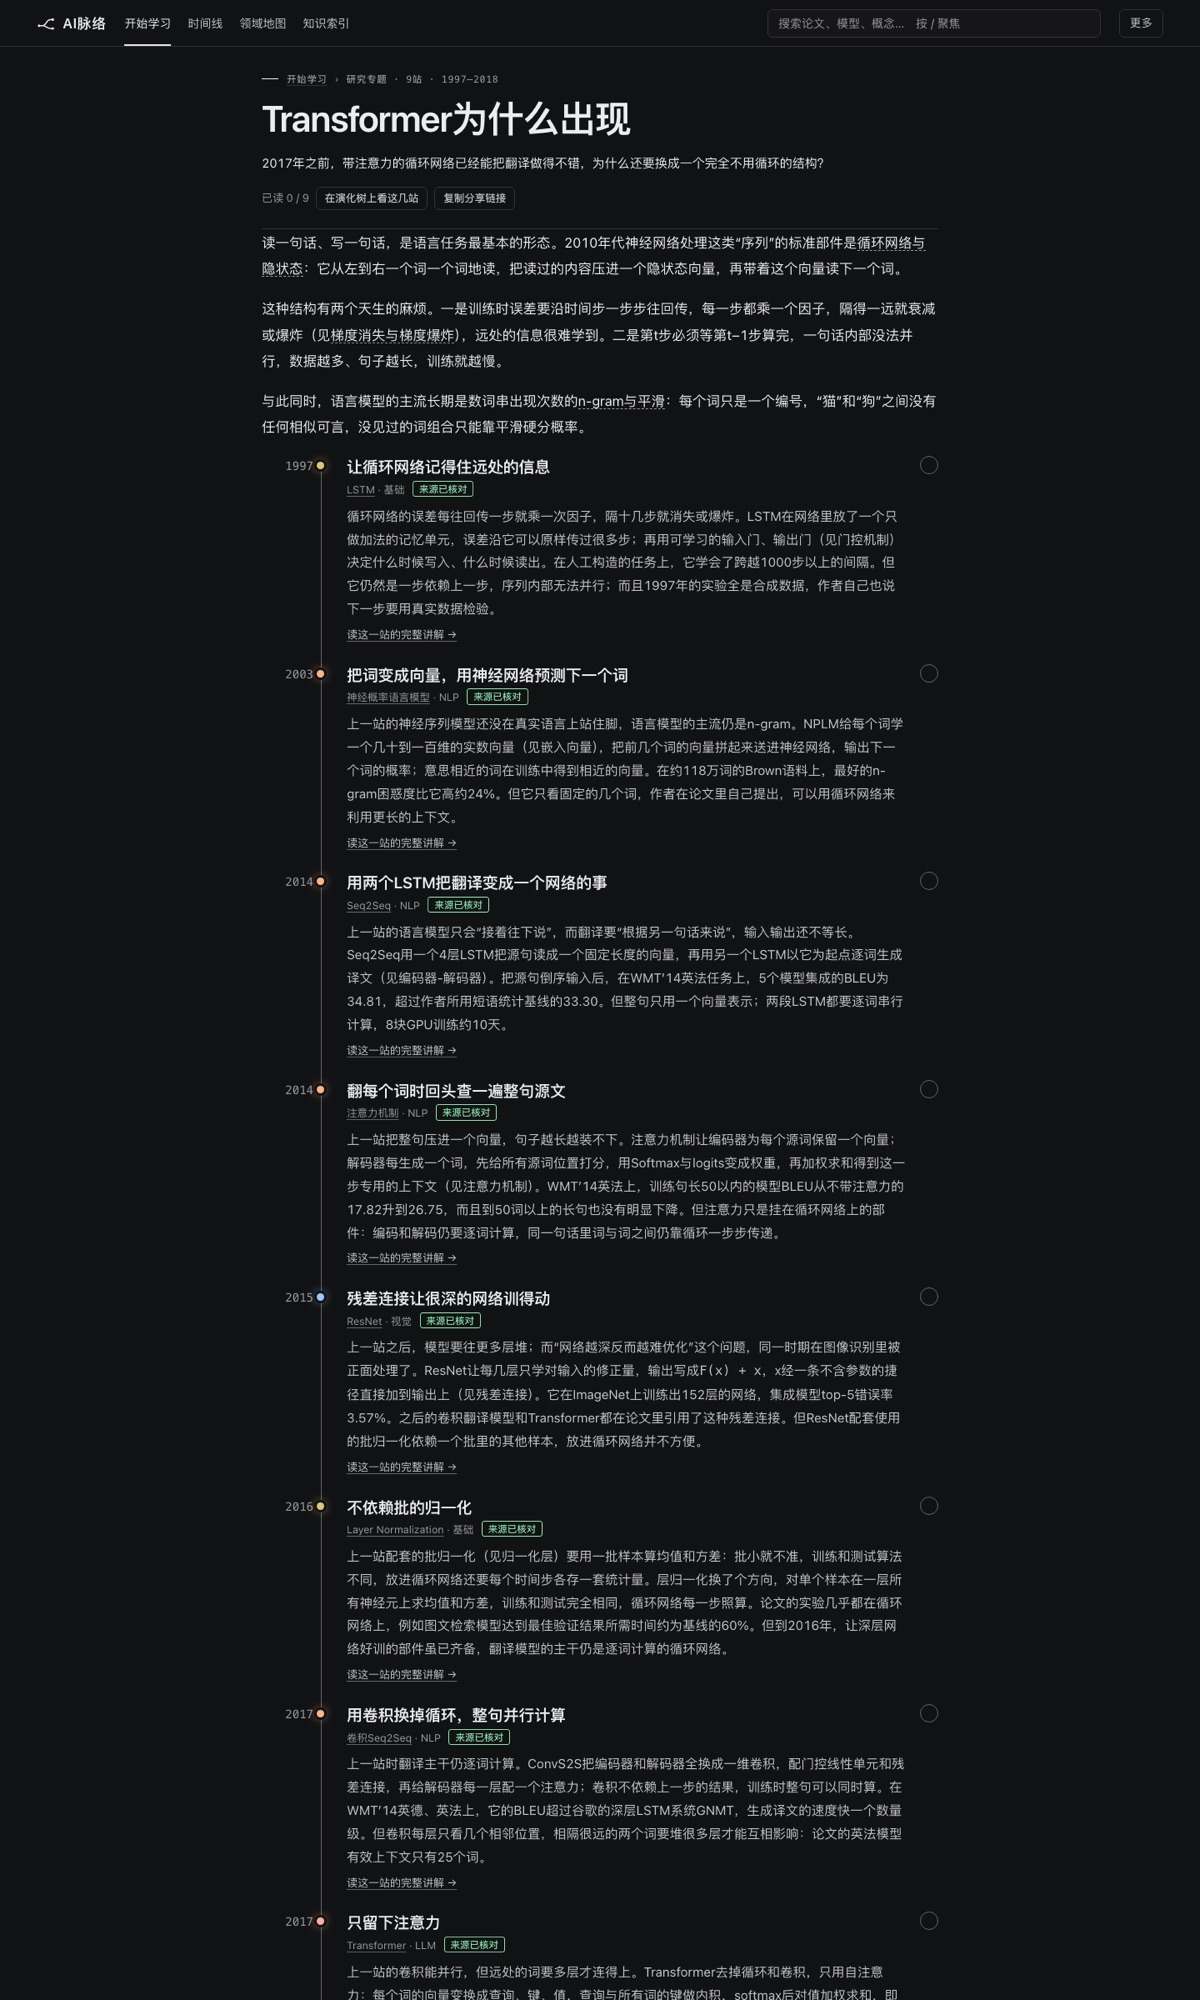 AI脉络 开始学习 时间线 领域地图 知识索引 搜索论文、模型、概念… 按 / 聚焦 更多
开始学习 › 研究专题 · 9站 · 1997—2018
Transformer为什么出现
2017年之前，带注意力的循环网络已经能把翻译做得不错，为什么还要换成一个完全不用循环的结构？
已读 0 / 9 在演化树上看这几站 复制分享链接
读一句话、写一句话，是语言任务最基本的形态。2010年代神经网络处理这类“序列”的标准部件是循环网络与
隐状态：它从左到右一个词一个词地读，把读过的内容压进一个隐状态向量，再带着这个向量读下一个词。
这种结构有两个天生的麻烦。一是训练时误差要沿时间步一步步往回传，每一步都乘一个因子，隔得一远就衰减
或爆炸（见梯度消失与梯度爆炸），远处的信息很难学到。二是第t步必须等第t−1步算完，一句话内部没法并
行，数据越多、句子越长，训练就越慢。
与此同时，语言模型的主流长期是数词串出现次数的n-gram与平滑：每个词只是一个编号，“猫”和“狗”之间没有
任何相似可言，没见过的词组合只能靠平滑硬分概率。
1997 让循环网络记得住远处的信息
LSTM · 基础 来源已核对
循环网络的误差每往回传一步就乘一次因子，隔十几步就消失或爆炸。LSTM在网络里放了一个只
做加法的记忆单元，误差沿它可以原样传过很多步；再用可学习的输入门、输出门（见门控机制）
决定什么时候写入、什么时候读出。在人工构造的任务上，它学会了跨越1000步以上的间隔。但
它仍然是一步依赖上一步，序列内部无法并行；而且1997年的实验全是合成数据，作者自己也说
下一步要用真实数据检验。
读这一站的完整讲解 →
2003 把词变成向量，用神经网络预测下一个词
神经概率语言模型 · NLP 来源已核对
上一站的神经序列模型还没在真实语言上站住脚，语言模型的主流仍是n-gram。NPLM给每个词学
一个几十到一百维的实数向量（见嵌入向量），把前几个词的向量拼起来送进神经网络，输出下一
个词的概率；意思相近的词在训练中得到相近的向量。在约118万词的Brown语料上，最好的n-
gram困惑度比它高约24%。但它只看固定的几个词，作者在论文里自己提出，可以用循环网络来
利用更长的上下文。
读这一站的完整讲解 →
2014 用两个LSTM把翻译变成一个网络的事
Seq2Seq · NLP 来源已核对
上一站的语言模型只会“接着往下说”，而翻译要“根据另一句话来说”，输入输出还不等长。
Seq2Seq用一个4层LSTM把源句读成一个固定长度的向量，再用另一个LSTM以它为起点逐词生成
译文（见编码器-解码器）。把源句倒序输入后，在WMT’14英法任务上，5个模型集成的BLEU为
34.81，超过作者所用短语统计基线的33.30。但整句只用一个向量表示；两段LSTM都要逐词串行
计算，8块GPU训练约10天。
读这一站的完整讲解 →
2014 翻每个词时回头查一遍整句源文
注意力机制 · NLP 来源已核对
上一站把整句压进一个向量，句子越长越装不下。注意力机制让编码器为每个源词保留一个向量；
解码器每生成一个词，先给所有源词位置打分，用Softmax与logits变成权重，再加权求和得到这一
步专用的上下文（见注意力机制）。WMT’14英法上，训练句长50以内的模型BLEU从不带注意力的
17.82升到26.75，而且到50词以上的长句也没有明显下降。但注意力只是挂在循环网络上的部
件：编码和解码仍要逐词计算，同一句话里词与词之间仍靠循环一步步传递。
读这一站的完整讲解 →
2015 残差连接让很深的网络训得动
ResNet · 视觉 来源已核对
上一站之后，模型要往更多层堆；而“网络越深反而越难优化”这个问题，同一时期在图像识别里被
正面处理了。ResNet让每几层只学对输入的修正量，输出写成F(x) + x，x经一条不含参数的捷
径直接加到输出上（见残差连接）。它在ImageNet上训练出152层的网络，集成模型top-5错误率
3.57%。之后的卷积翻译模型和Transformer都在论文里引用了这种残差连接。但ResNet配套使用
的批归一化依赖一个批里的其他样本，放进循环网络并不方便。
读这一站的完整讲解 →
2016 不依赖批的归一化
Layer Normalization · 基础 来源已核对
上一站配套的批归一化（见归一化层）要用一批样本算均值和方差：批小就不准，训练和测试算法
不同，放进循环网络还要每个时间步各存一套统计量。层归一化换了个方向，对单个样本在一层所
有神经元上求均值和方差，训练和测试完全相同，循环网络每一步照算。论文的实验几乎都在循环
网络上，例如图文检索模型达到最佳验证结果所需时间约为基线的60%。但到2016年，让深层网
络好训的部件虽已齐备，翻译模型的主干仍是逐词计算的循环网络。
读这一站的完整讲解 →
2017 用卷积换掉循环，整句并行计算
卷积Seq2Seq · NLP 来源已核对
上一站时翻译主干仍逐词计算。ConvS2S把编码器和解码器全换成一维卷积，配门控线性单元和残
差连接，再给解码器每一层配一个注意力；卷积不依赖上一步的结果，训练时整句可以同时算。在
WMT’14英德、英法上，它的BLEU超过谷歌的深层LSTM系统GNMT，生成译文的速度快一个数量
级。但卷积每层只看几个相邻位置，相隔很远的两个词要堆很多层才能互相影响：论文的英法模型
有效上下文只有25个词。
读这一站的完整讲解 →
2017 只留下注意力
Transformer · LLM 来源已核对
上一站的卷积能并行，但远处的词要多层才连得上。Transformer去掉循环和卷积，只用自注意
力：每个词的向量变换成查询、键、值，查询与所有词的键做内积，softmax后对值加权求和，即